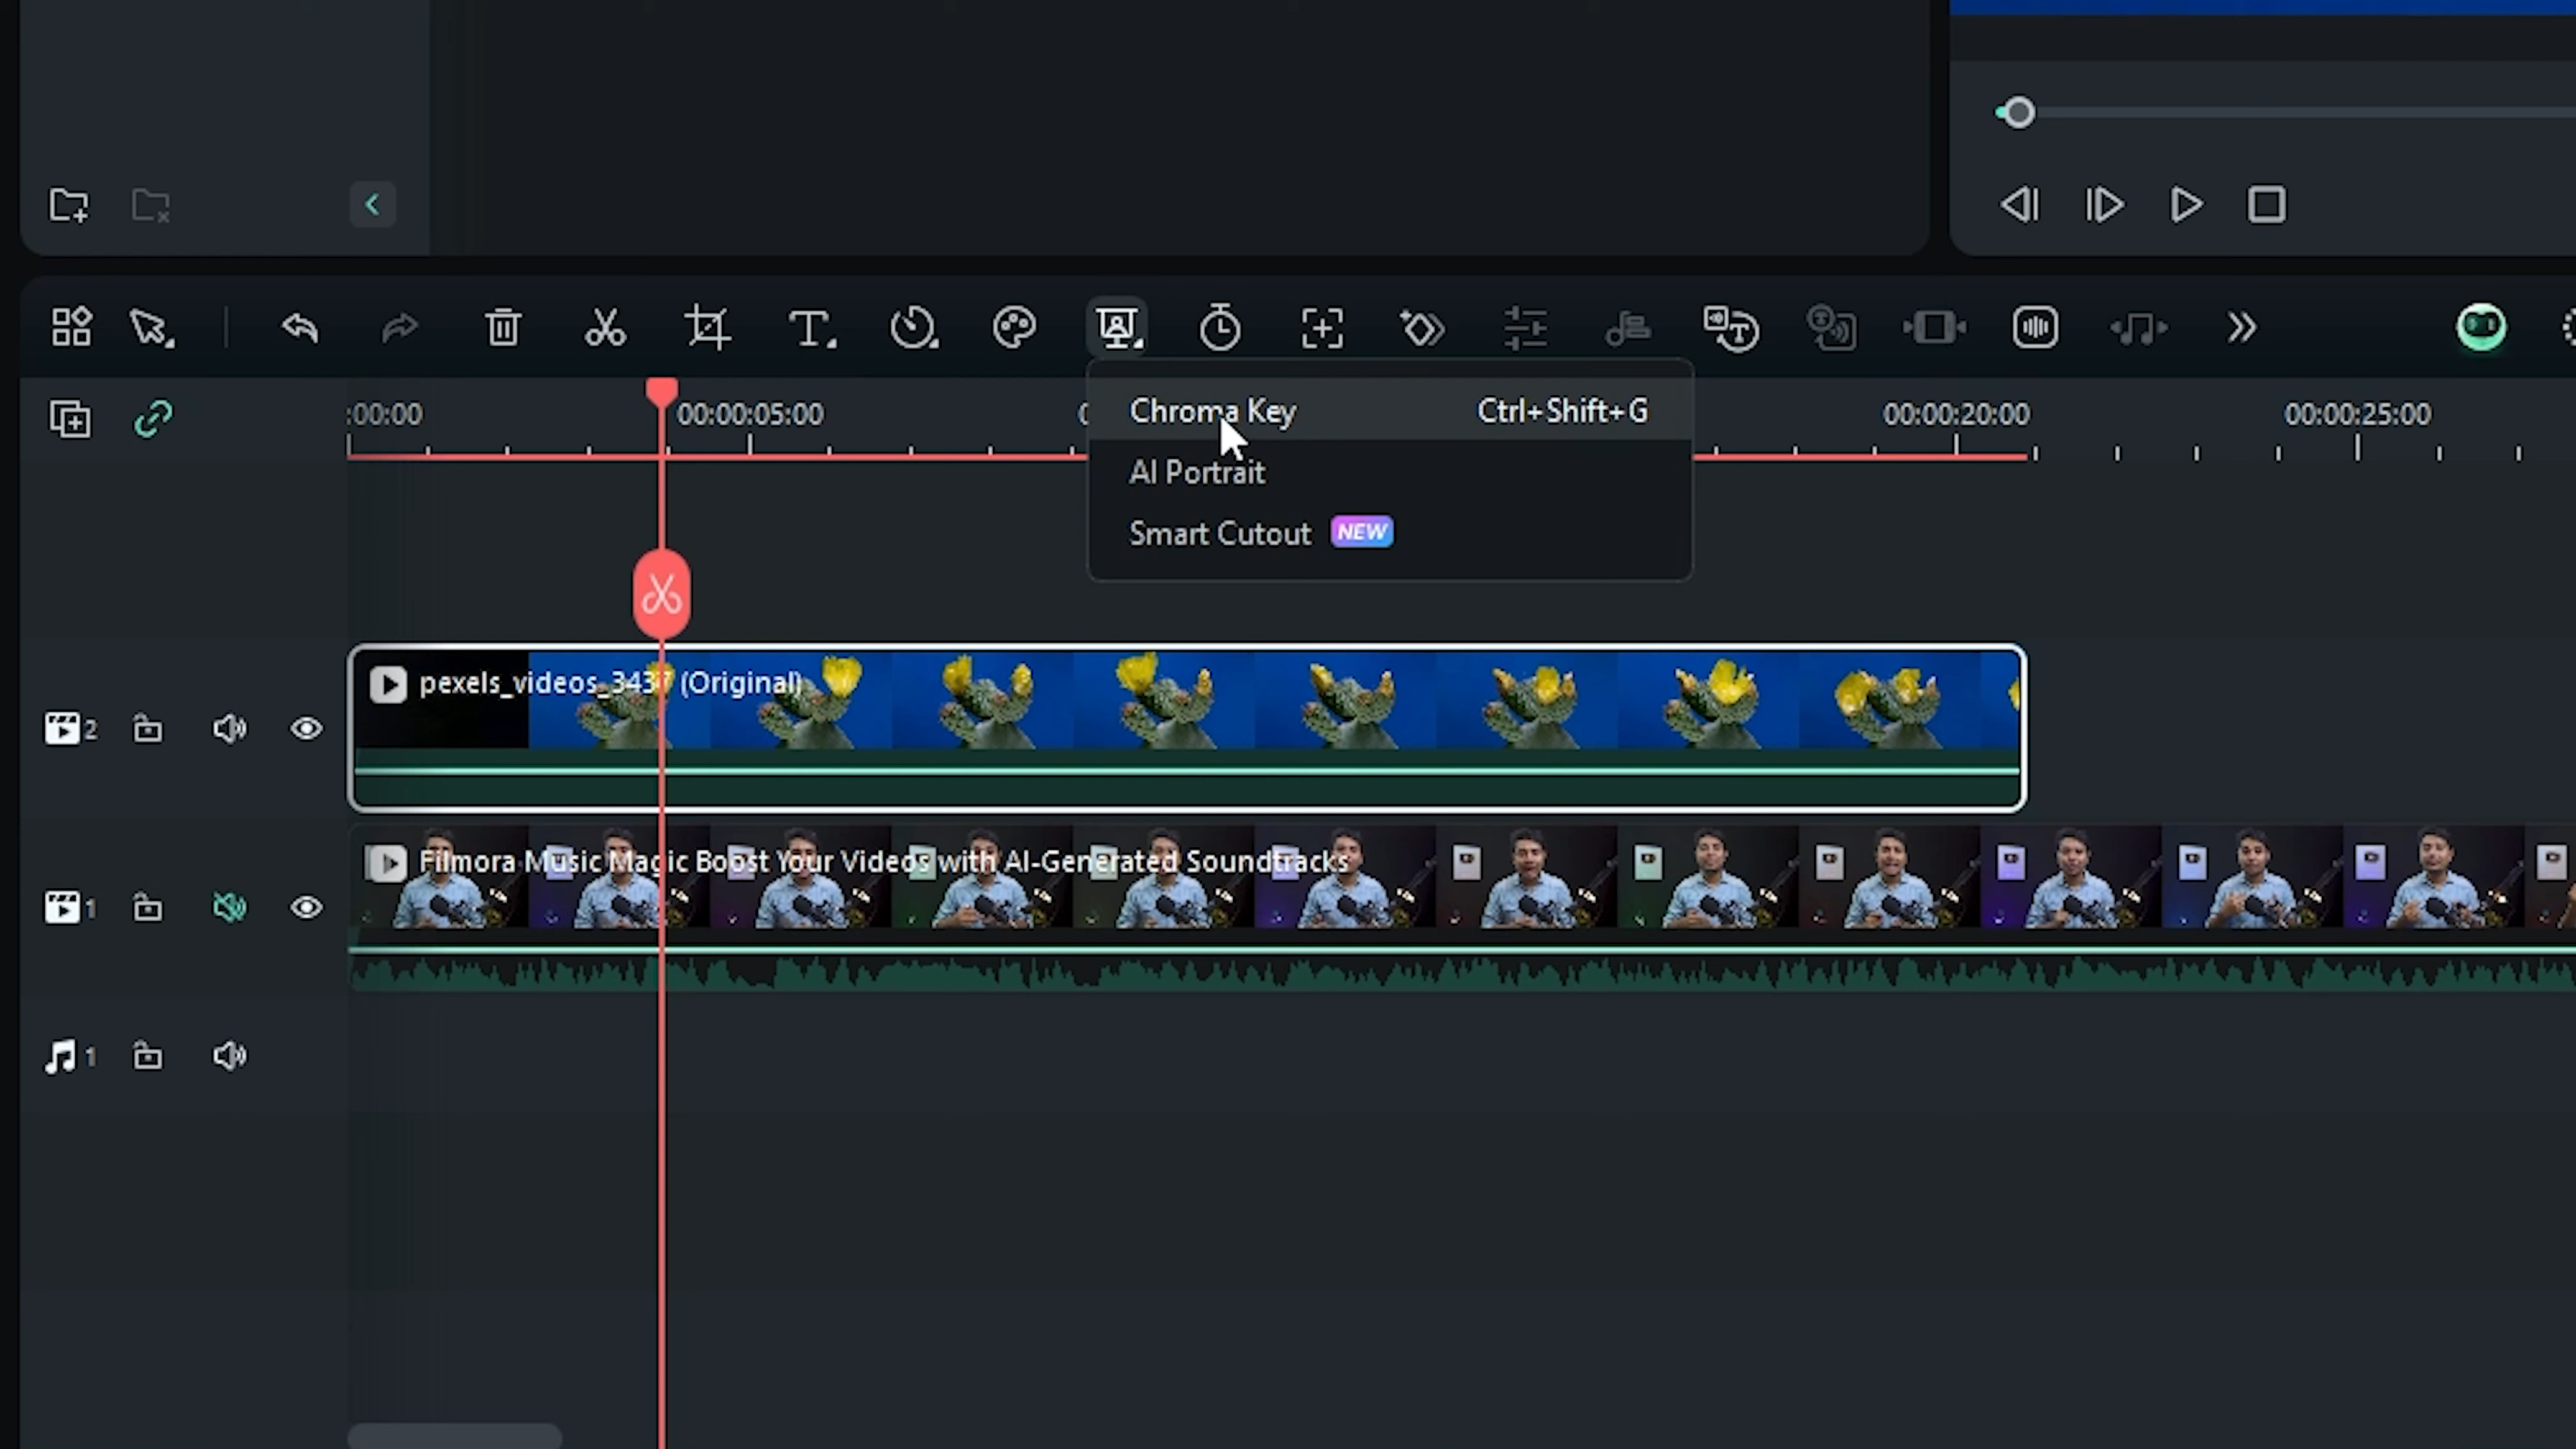 :00:00
00:00:05:00
00:00:20:00
00:00:25:00
Chroma Key Ctrl+Shift+G
AI Portrait
Smart Cutout NEW
pexels_videos_3437 (Original)
2
Filmora Music Magic Boost Your Videos with AI-Generated Soundtracks
1
1